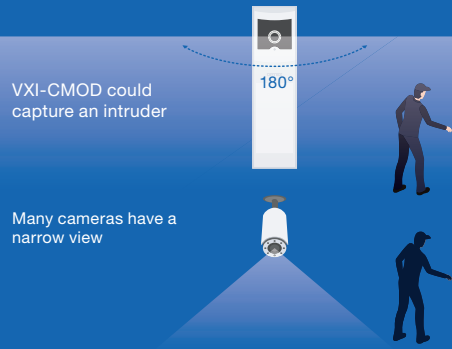 180°
VXI-CMOD could
capture an intruder
Many cameras have a
narrow view